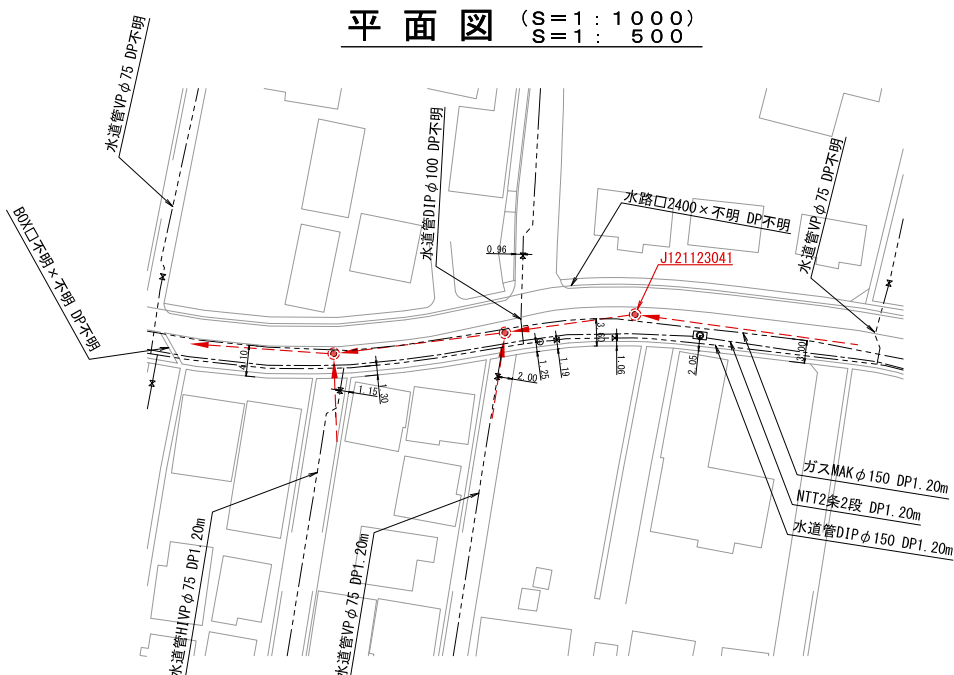 平面図
(S=1:1000)
S=1: 500
水道管VPφ75 DP不明
水道管DIPφ100 DP不明
水路口2400×不明 DP不明
水道管VPφ75 DP不明
BOX口不明×不明 DP不明
J121123041
0.96
4.10
1.15
1.30
2.00
1.25
1.19
1.06
2.05
ガスMAKφ150 DP1.20m
NTT2条2段 DP1.20m
水道管DIPφ150 DP1.20m
水道管HIVPφ75 DP1.20m
水道管VPφ75 DP1.20m